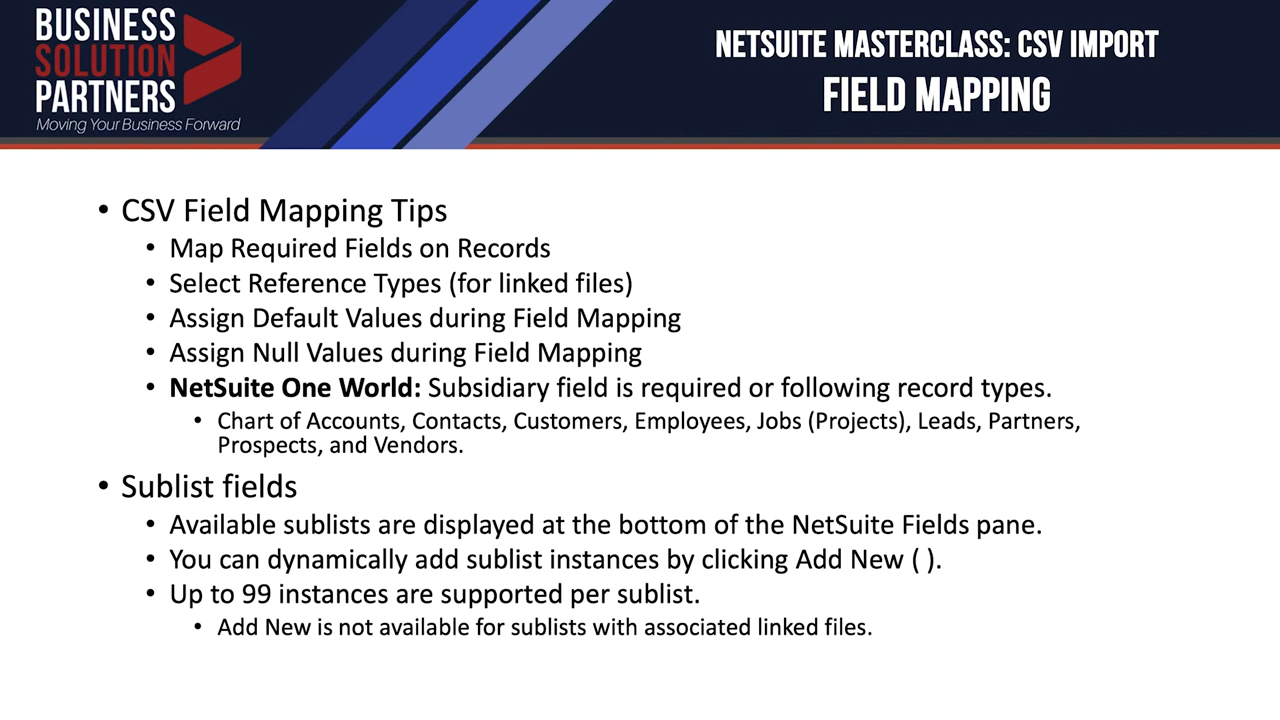 BUSINESS
SOLUTION
PARTNERS
Moving Your Business Forward
NETSUITE MASTERCLASS: CSV IMPORT
FIELD MAPPING
• CSV Field Mapping Tips
• Map Required Fields on Records
• Select Reference Types (for linked files)
• Assign Default Values during Field Mapping
• Assign Null Values during Field Mapping
• NetSuite One World: Subsidiary field is required or following record types.
• Chart of Accounts, Contacts, Customers, Employees, Jobs (Projects), Leads, Partners,
Prospects, and Vendors.
• Sublist fields
• Available sublists are displayed at the bottom of the NetSuite Fields pane.
• You can dynamically add sublist instances by clicking Add New ( ).
• Up to 99 instances are supported per sublist.
• Add New is not available for sublists with associated linked files.